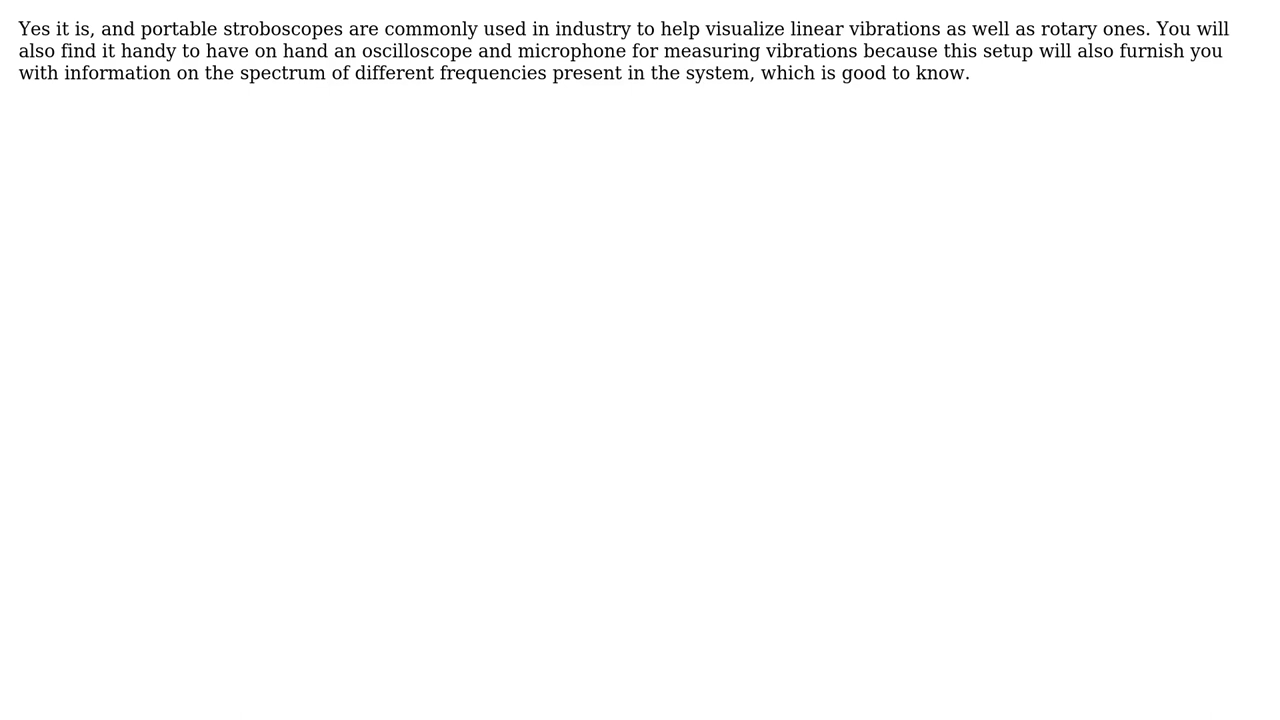 Yes it is, and portable stroboscopes are commonly used in industry to help visualize linear vibrations as well as rotary ones. You will
also find it handy to have on hand an oscilloscope and microphone for measuring vibrations because this setup will also furnish you
with information on the spectrum of different frequencies present in the system, which is good to know.